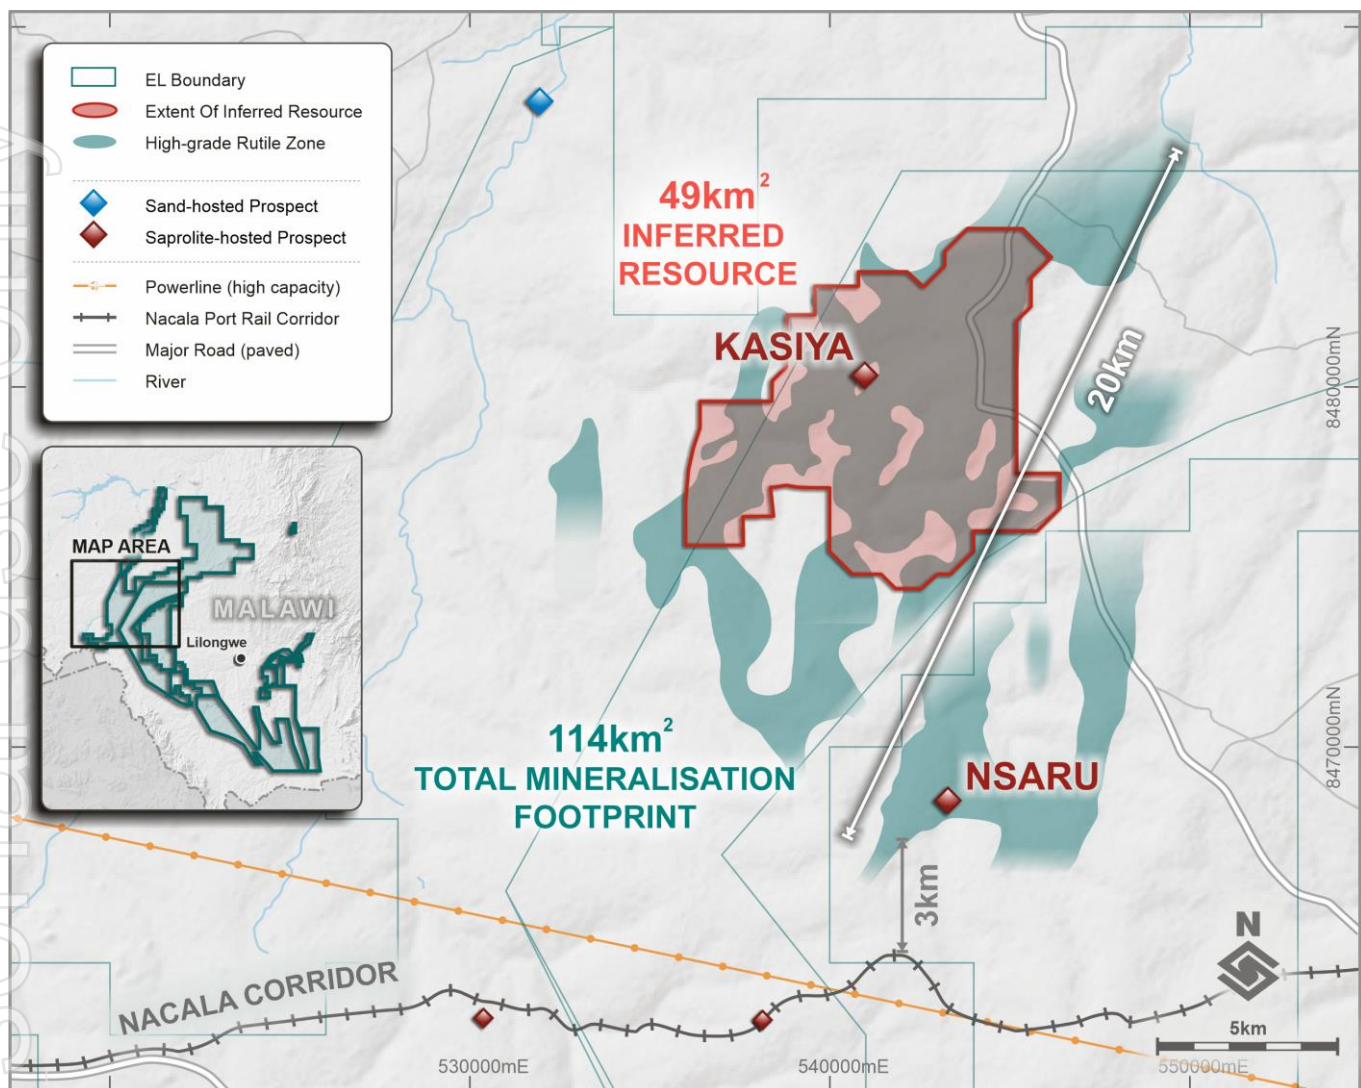 EL Boundary
Extent Of Inferred Resource
High-grade Rutile Zone
Sand-hosted Prospect
Saprolite-hosted Prospect
Powerline (high capacity)
Nacala Port Rail Corridor
Major Road (paved)
River
MAP AREA
MALAWI
Lilongwe
49km²
INFERRED
RESOURCE
KASIYA
20km
8480000mN
114km²
TOTAL MINERALISATION
FOOTPRINT
NSARU
8470000mN
3km
N
NACALA CORRIDOR
5km
530000mE
540000mE
550000mE